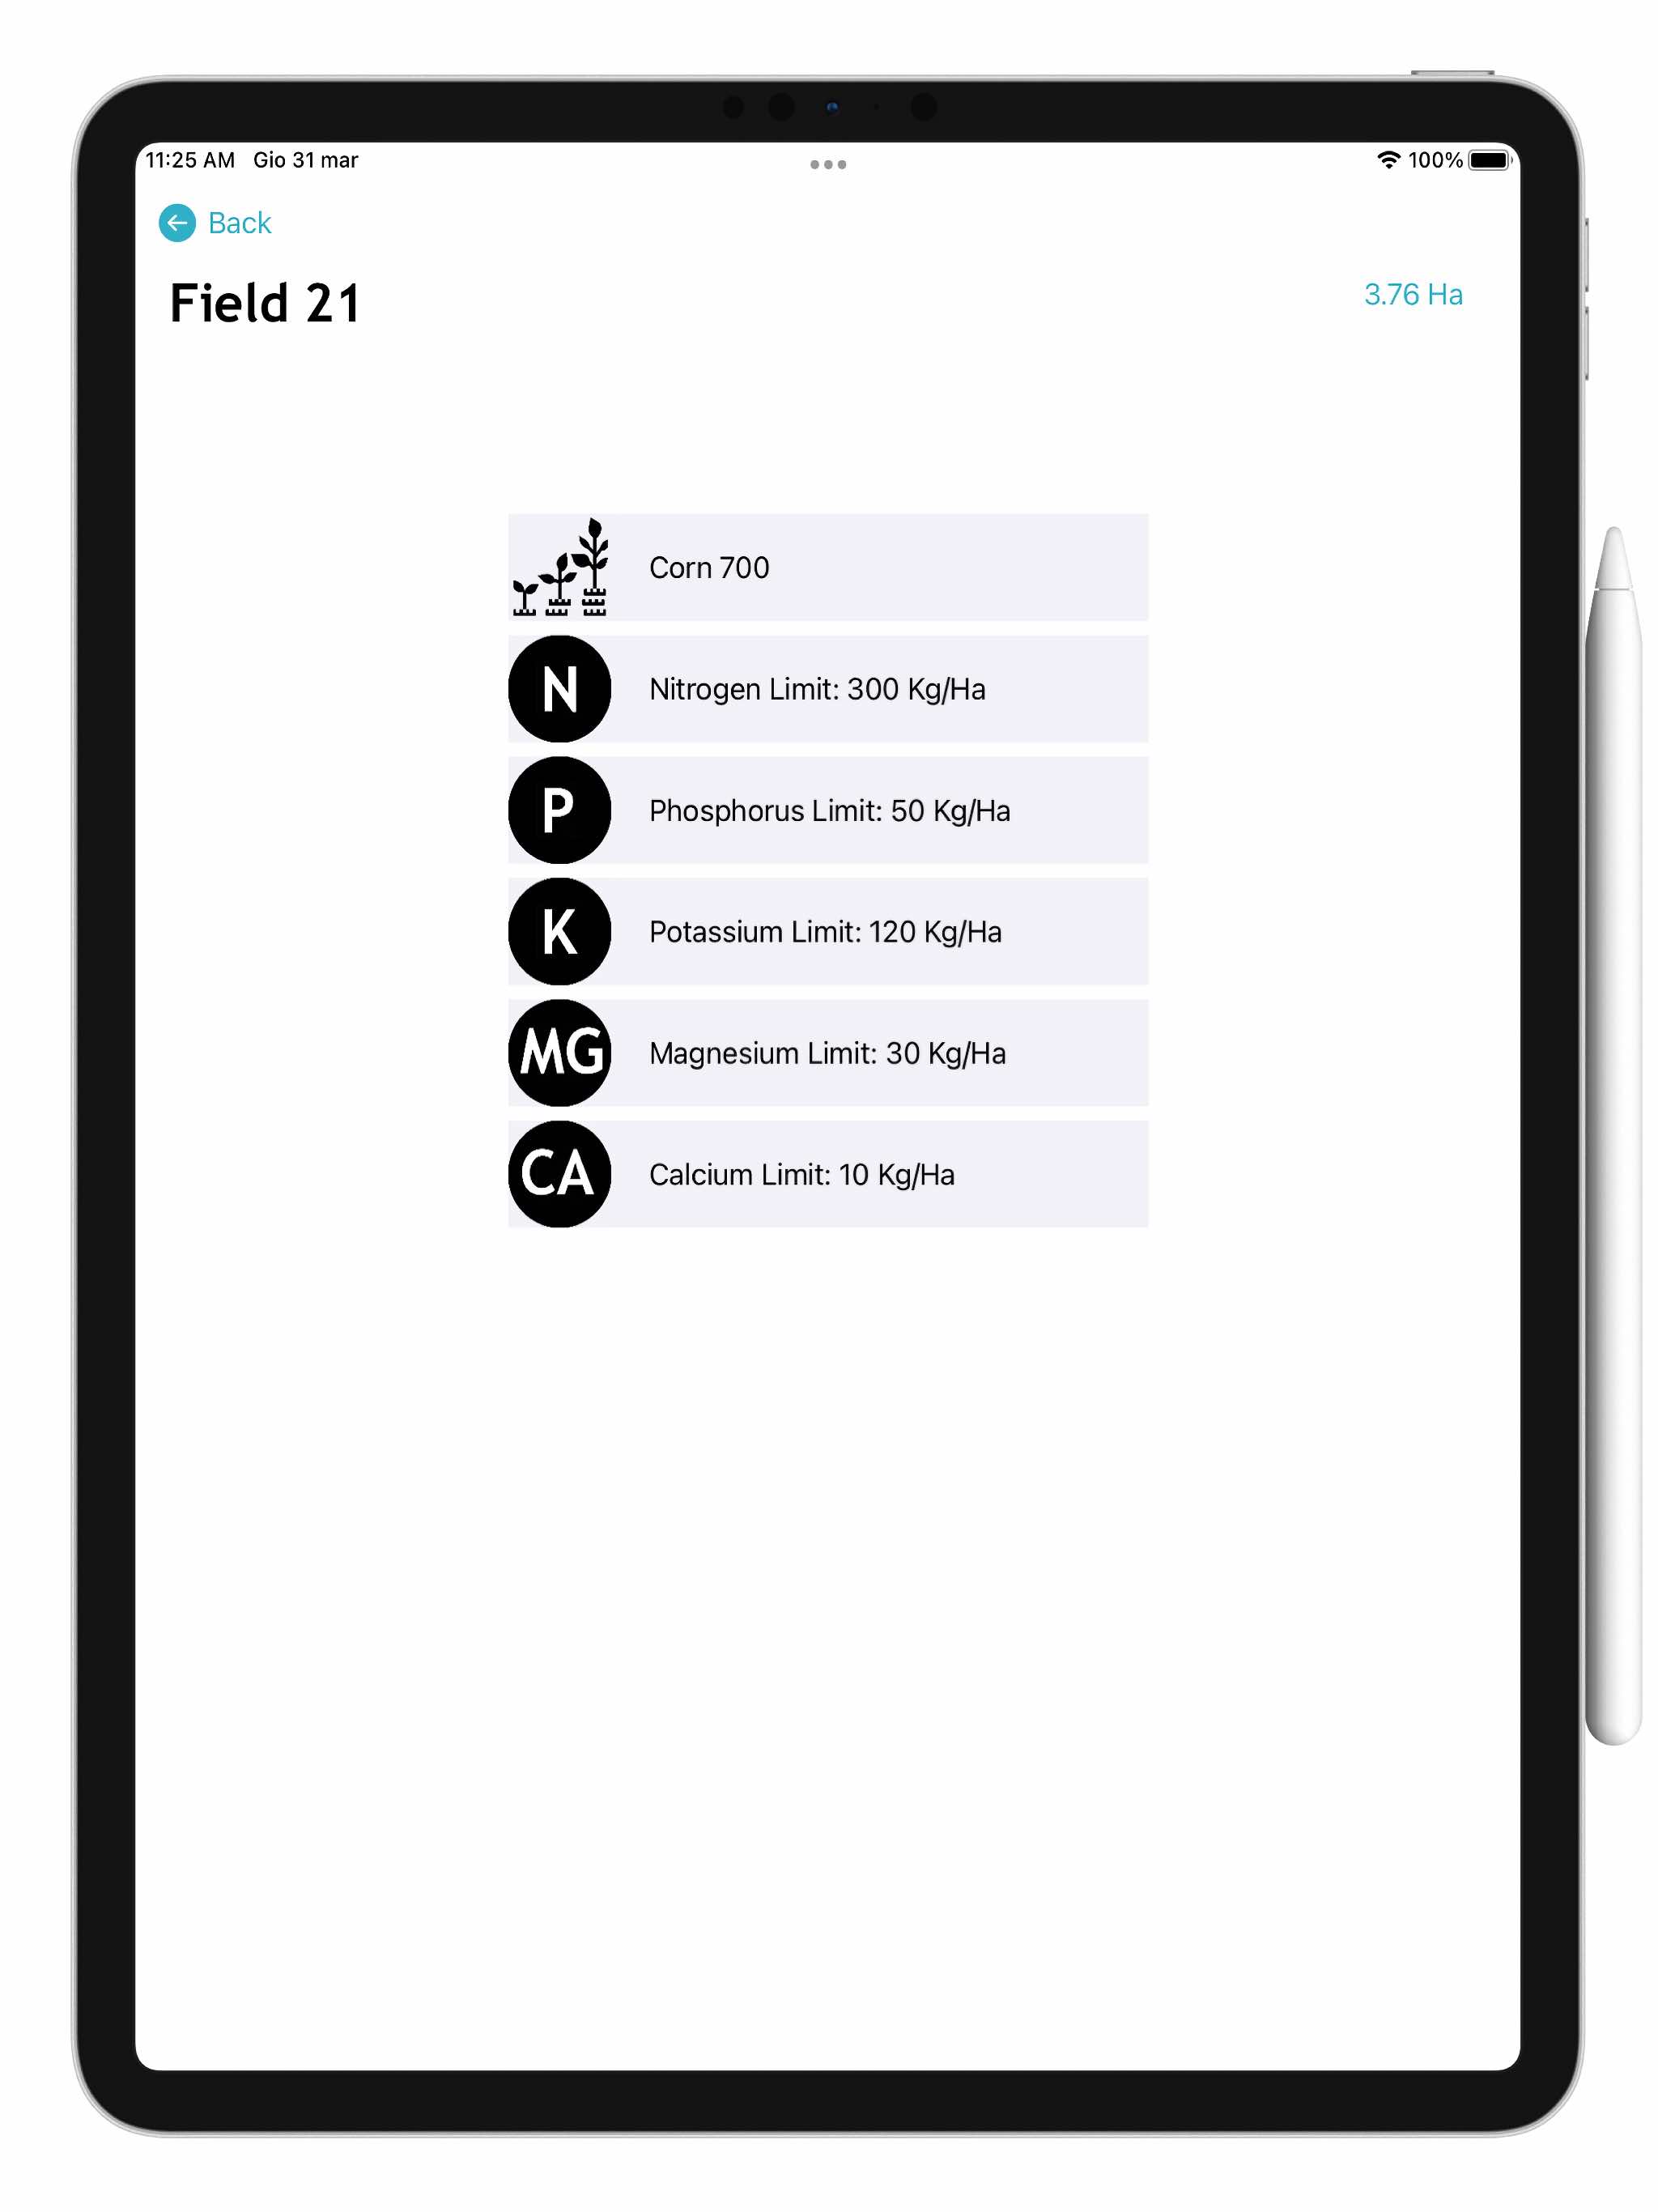 11:25 AM Gio 31 mar
100%
Back
Field 21
3.76 Ha
Corn 700
N
Nitrogen Limit: 300 Kg/Ha
P
Phosphorus Limit: 50 Kg/Ha
K
Potassium Limit: 120 Kg/Ha
MG
Magnesium Limit: 30 Kg/Ha
CA
Calcium Limit: 10 Kg/Ha